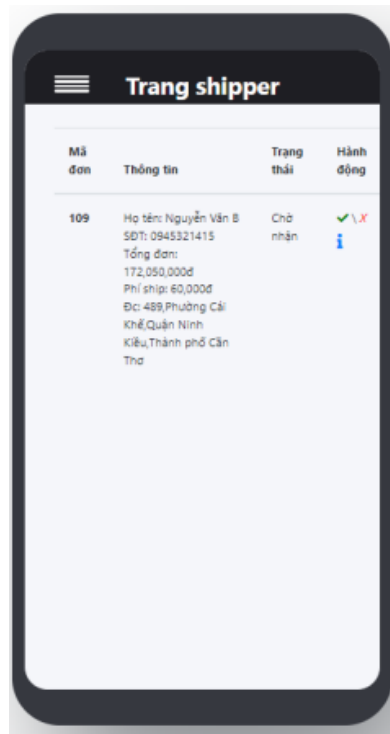 Trang shipper
Mã đơn Thông tin Trạng thái Hành động
109 Họ tên: Nguyễn Văn B Chờ nhận ✔\X
SĐT: 0945321415
Tổng đơn:
172,050,000đ
Phí ship: 60,000đ
Đc: 489,Phường Cái
Khế,Quận Ninh
Kiều,Thành phố Cần
Thơ